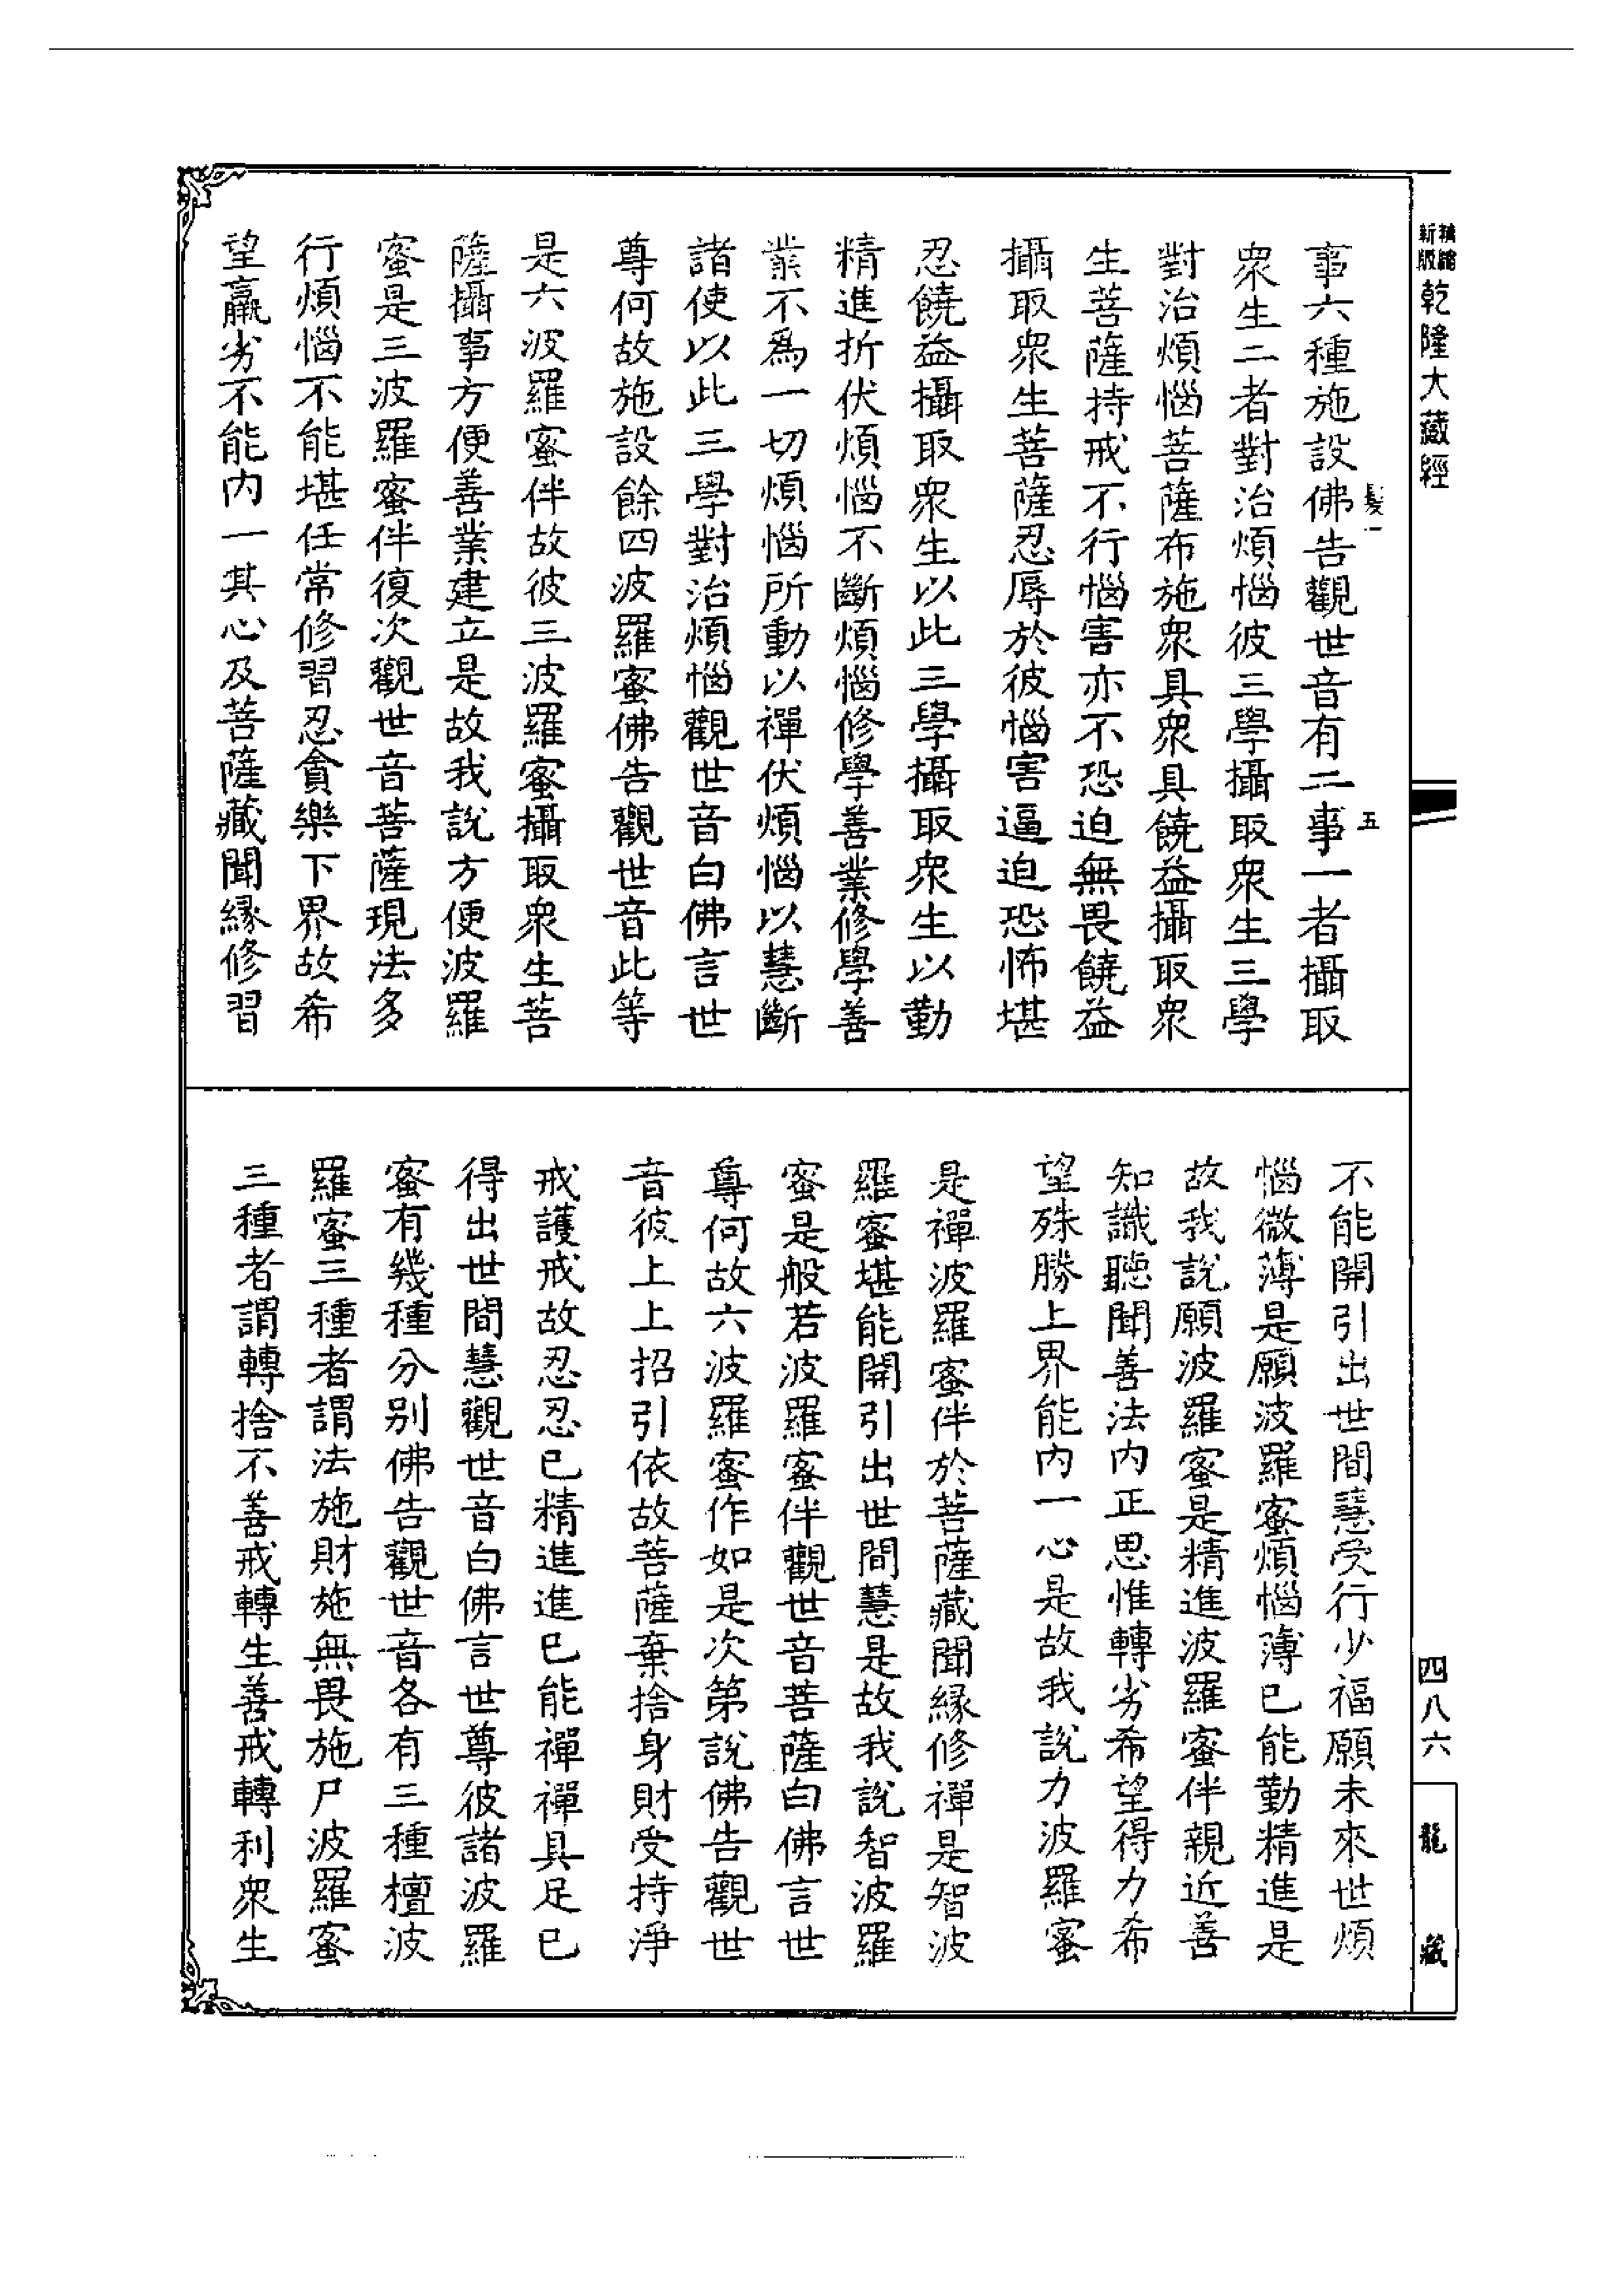 精縮
新版
乾隆大藏經
髮一
五
事六種施設佛告觀世音有二事一者攝取
衆生二者對治煩惱彼三學攝取衆生三學
對治煩惱菩薩布施衆具衆具饒益攝取衆
生菩薩持戒不行惱害亦不恐迫無畏饒益
攝取衆生菩薩忍辱於彼惱害逼迫恐怖堪
忍饒益攝取衆生以此三學攝取衆生以勤
精進折伏煩惱不斷煩惱修學善業修學善
業不爲一切煩惱所動以禪伏煩惱以慧斷
諸使以此三學對治煩惱觀世音白佛言世
尊何故施設餘四波羅蜜佛告觀世音此等
是六波羅蜜伴故彼三波羅蜜攝取衆生菩
薩攝事方便善業建立是故我說方便波羅
蜜是三波羅蜜伴復次觀世音菩薩現法多
行煩惱不能堪任常修習忍貪樂下界故希
望羸劣不能內一其心及菩薩藏聞緣修習
不能開引出世間慧受行少福願未來世煩
惱微薄是願波羅蜜煩惱薄已能勤精進是
故我說願波羅蜜是精進波羅蜜伴親近善
知識聽聞善法內正思惟轉劣希望得力希
望殊勝上界能內一心是故我說力波羅蜜
是禪波羅蜜伴於菩薩藏聞緣修禪是智波
羅蜜堪能開引出世間慧是故我說智波羅
蜜是般若波羅蜜伴觀世音菩薩白佛言世
尊何故六波羅蜜作如是次第說佛告觀世
音彼上上招引依故菩薩棄捨身財受持淨
戒護戒故忍忍已精進進已能禪禪具足已
得出世間慧觀世音白佛言世尊彼諸波羅
蜜有幾種分別佛告觀世音各有三種檀波
羅蜜三種者謂法施財施無畏施尸波羅蜜
三種者謂轉捨不善戒轉生善戒轉利衆生
四八六
龍藏